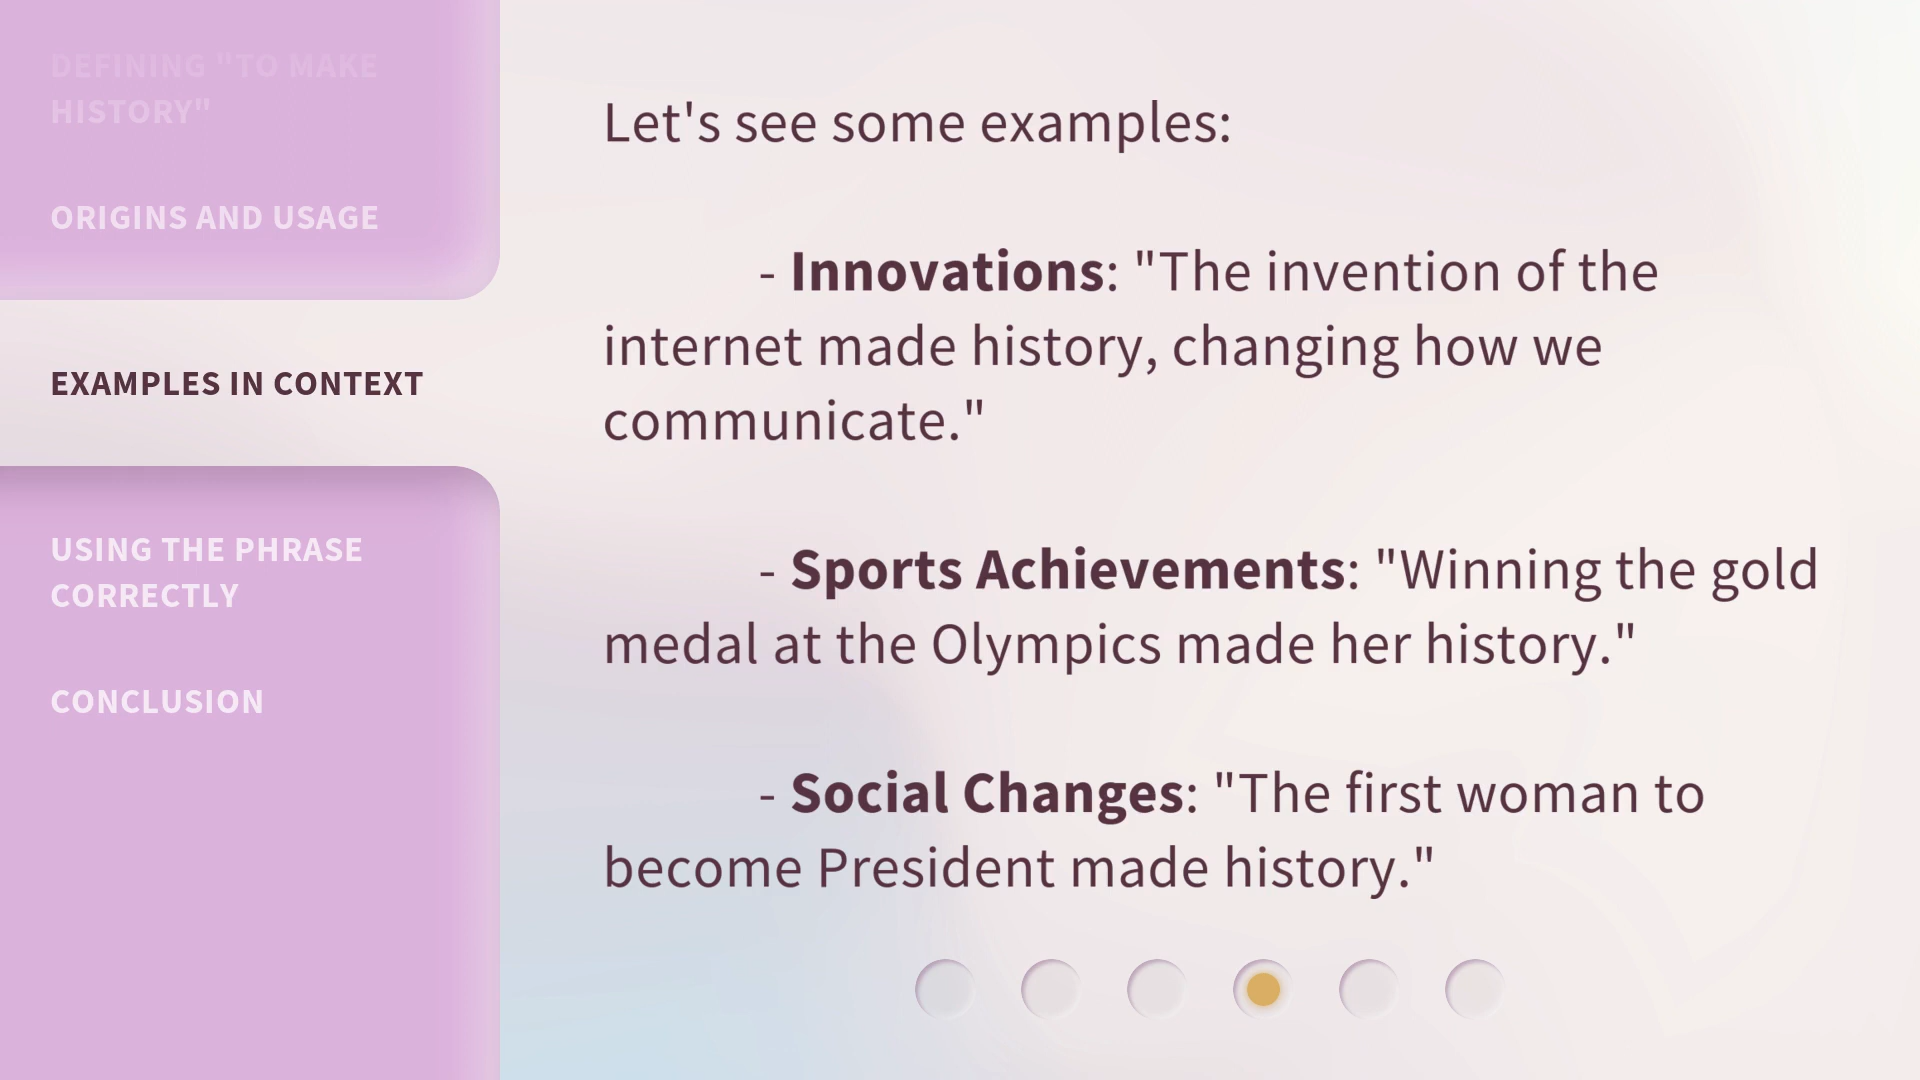 DEFINING "TO MAKE
HISTORY"
ORIGINS AND USAGE
EXAMPLES IN CONTEXT
USING THE PHRASE
CORRECTLY
CONCLUSION
Let's see some examples:
- Innovations: "The invention of the
internet made history, changing how we
communicate."
- Sports Achievements: "Winning the gold
medal at the Olympics made her history."
- Social Changes: "The first woman to
become President made history."